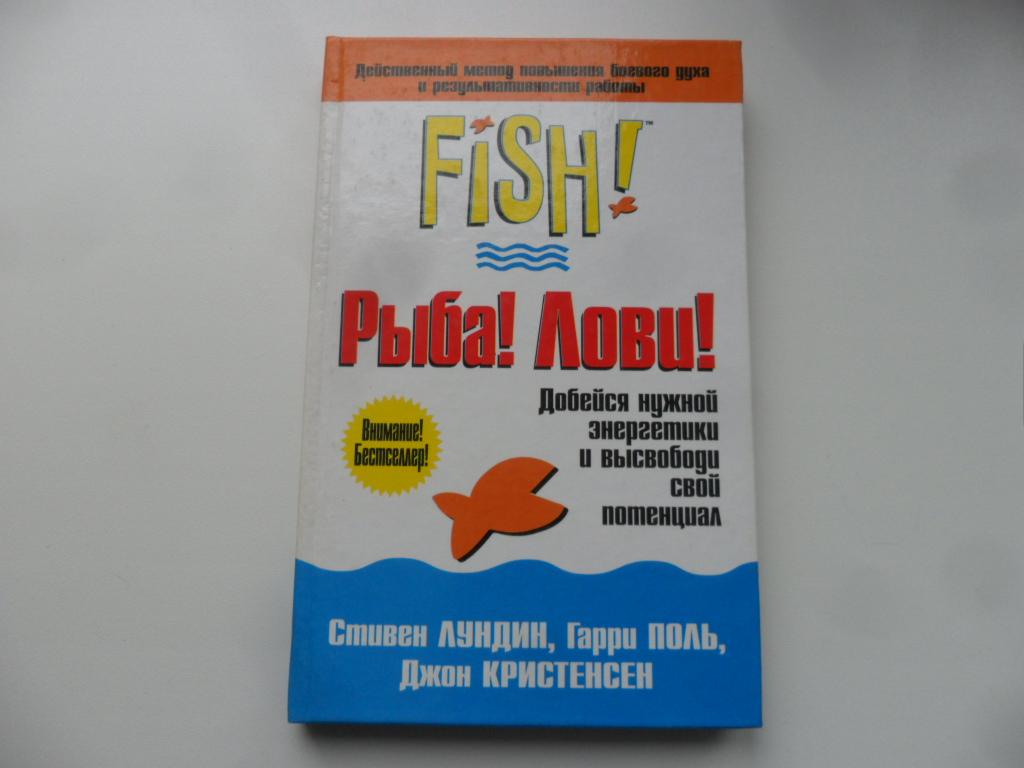 Действенный метод повышения боевого духа
и результативности работы
FiSH!™
Рыба! Лови!
Добейся нужной
энергетики
и высвободи
свой
потенциал
Внимание!
Бестселлер!
Стивен ЛУНДИН, Гарри ПОЛЬ,
Джон КРИСТЕНСЕН